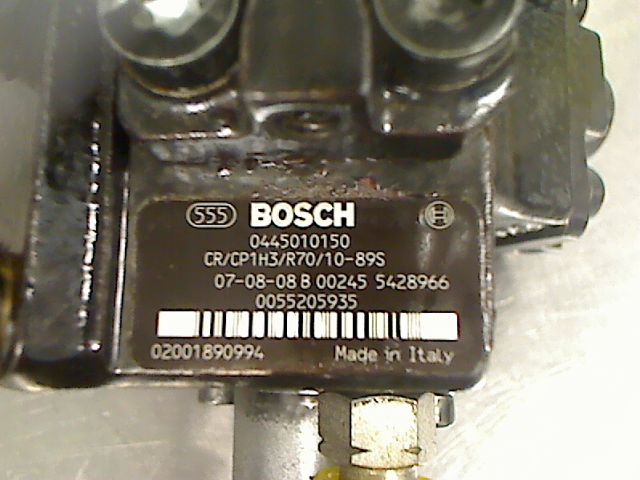 555 BOSCH
0445010150
CR/CP1H3/R70/10-89S
07-08-08 B 00245 5428966
0055205935
02001890994 Made in Italy